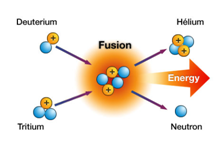 Deuterium
Hélium
Fusion
+
+
+
+
+
Energy
+
Tritium
Neutron